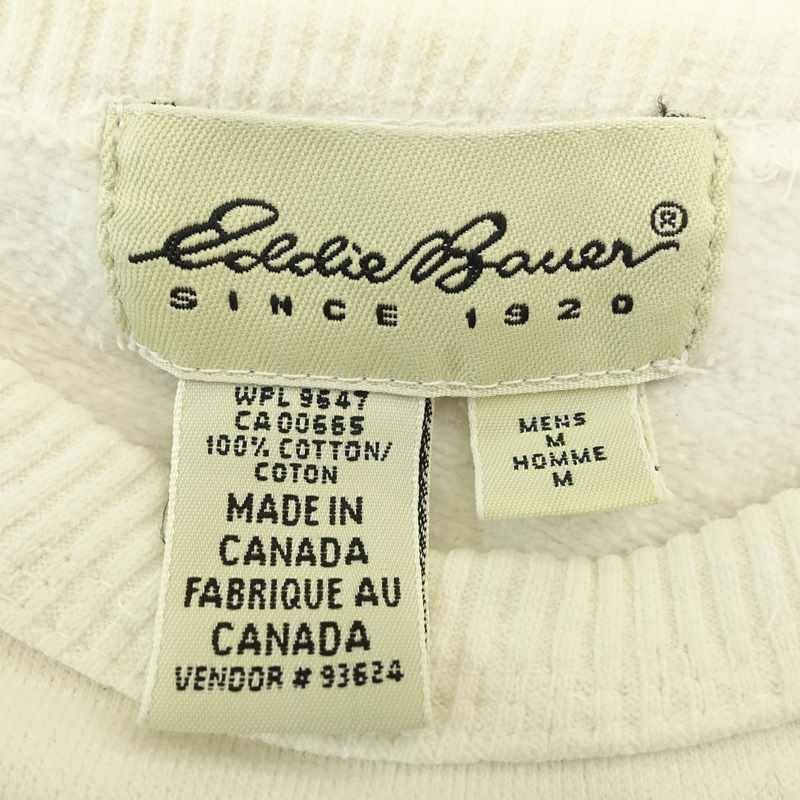 Eddie Bauer®
SINCE 1920
WPL 9647
CA00665
100% COTTON/
COTON
MADE IN
CANADA
FABRIQUE AU
CANADA
VENDOR # 93624
MENS
M
HOMME
M